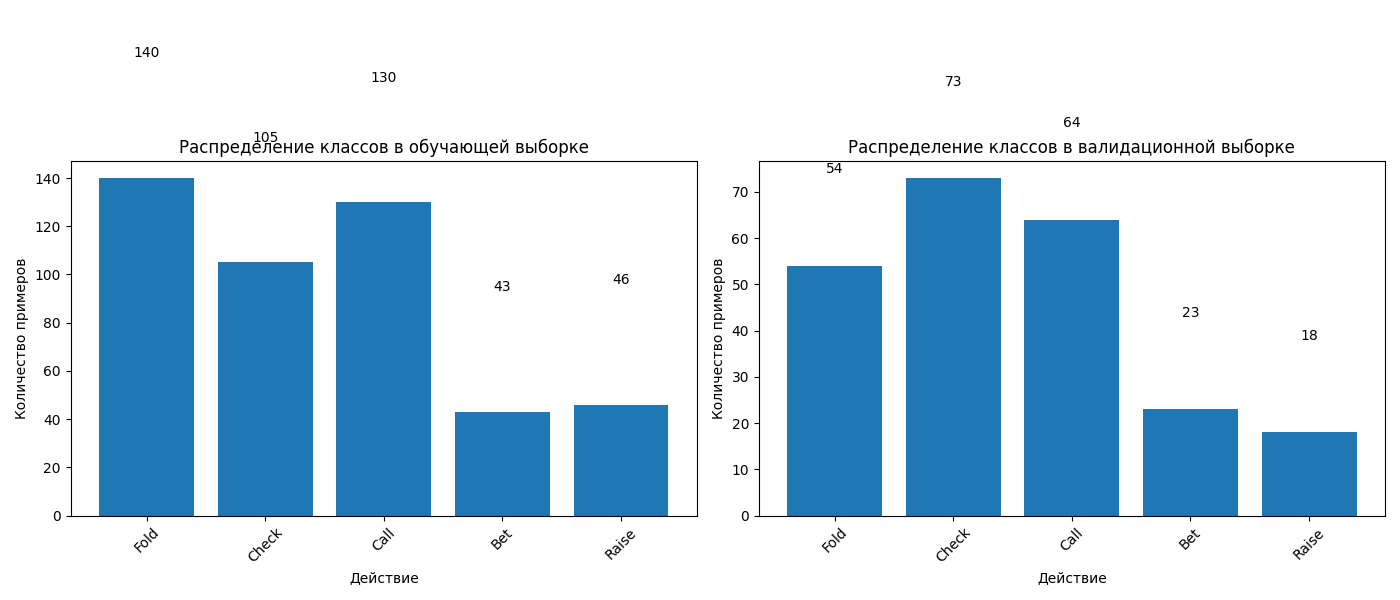 140
130
105
Распределение классов в обучающей выборке
140
120
100
80
60
40
20
0
43
46
Количество примеров
Fold
Check
Call
Bet
Raise
Действие
73
64
Распределение классов в валидационной выборке
54
70
60
50
40
30
20
10
0
23
18
Количество примеров
Fold
Check
Call
Bet
Raise
Действие